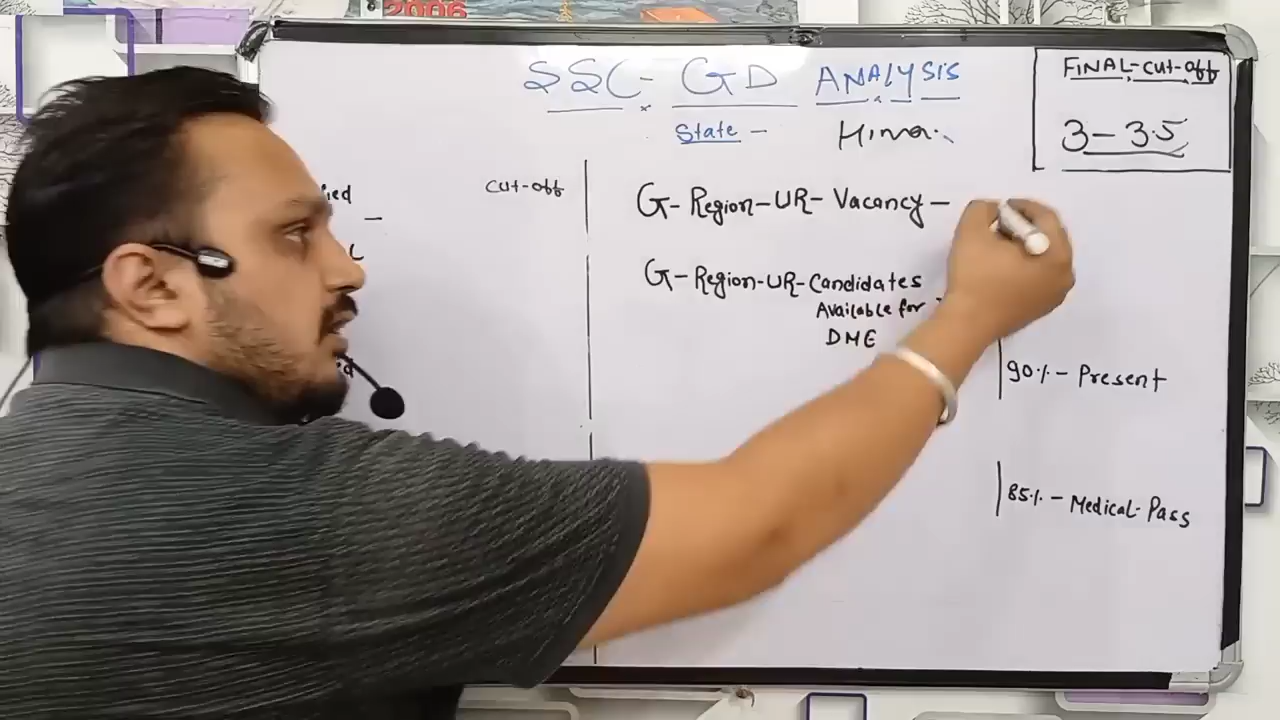 2006
SSC- GD ANALYSIS
FINAL-cut-off
State -
3-3.5
cut-off
G-Region-UR-Vacancy-
G-Region-UR-Candidates
Available for
DME
90%-Present
85%-Medical-Pass